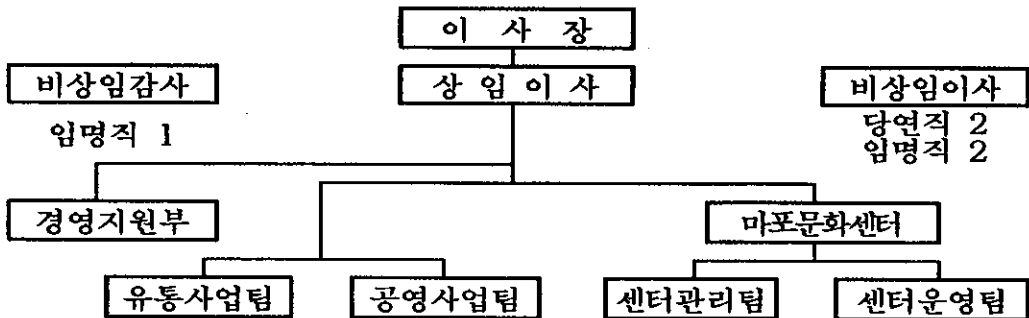 이 사 장
비상임감사
상 임 이 사
비상임이사
임명직 1
당연직 2
임명직 2
경영지원부
마포문화센터
유통사업팀
공영사업팀
센터관리팀
센터운영팀